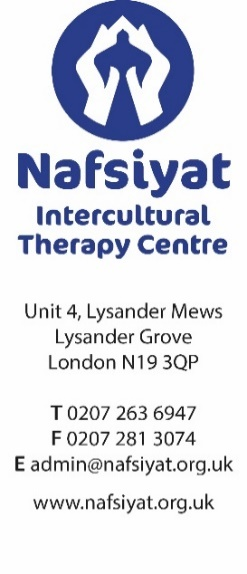 Nafsiyat
Intercultural
Therapy Centre
Unit 4, Lysander Mews
Lysander Grove
London N19 3QP
T 0207 263 6947
F 0207 281 3074
E admin@nafsiyat.org.uk
www.nafsiyat.org.uk